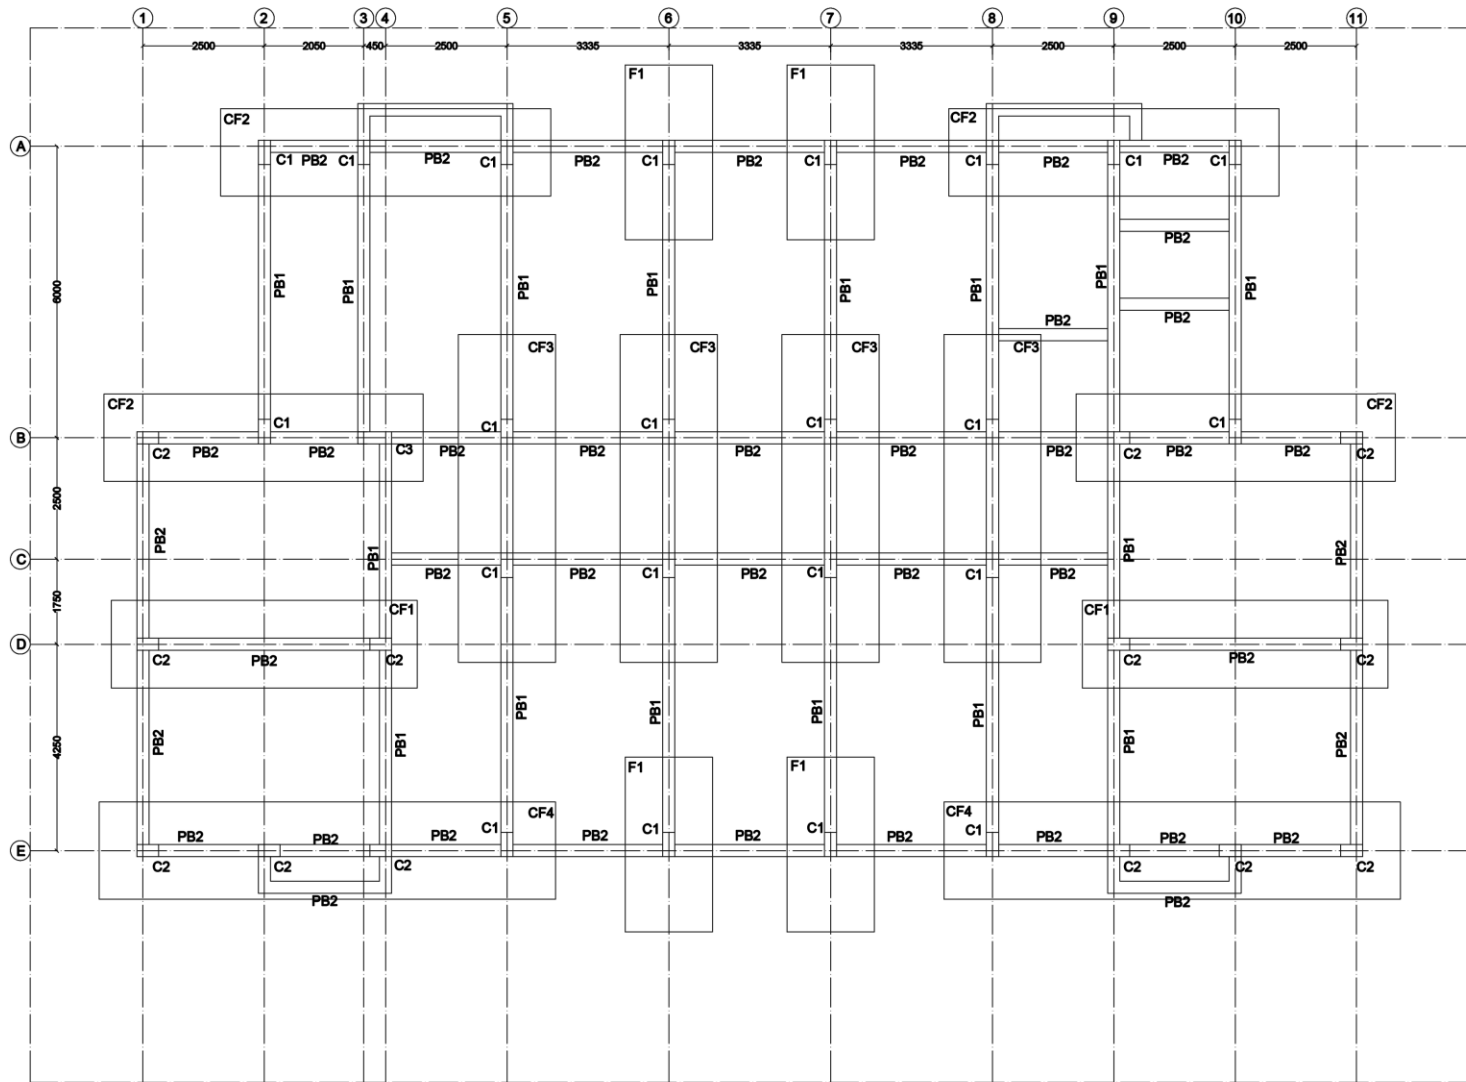 1 2 3 4 5 6 7 8 9 10 11
2500 2050 450 2500 3335 3335 3335 2500 2500 2500
F1 F1
CF2 CF2
A
C1 PB2 C1 PB2 C1 PB2 C1 PB2 C1 PB2 C1 PB2 C1 PB2 C1
PB2
6000 PB1 PB1 PB1 PB1 PB1 PB1 PB1 PB1
PB2 PB2
CF3 CF3 CF3 CF3
CF2 CF2
C1 C1 C1 C1 C1 C1
B
C2 PB2 PB2 C3 PB2 PB2 PB2 PB2 PB2 C2 PB2 PB2 C2
2500
PB2 PB1 PB1 PB2
C
PB2 C1 PB2 C1 PB2 C1 PB2 C1 PB2
1750
CF1 CF1
D
C2 PB2 C2 C2 PB2 C2
PB1 PB1 PB1 PB1
4250 PB2 PB1 PB1 PB2
F1 F1
CF4 CF4
PB2 PB2 PB2 C1 PB2 C1 PB2 C1 PB2 C1 PB2 PB2 PB2
E
C2 C2 C2 C2 C2 C2
PB2 PB2